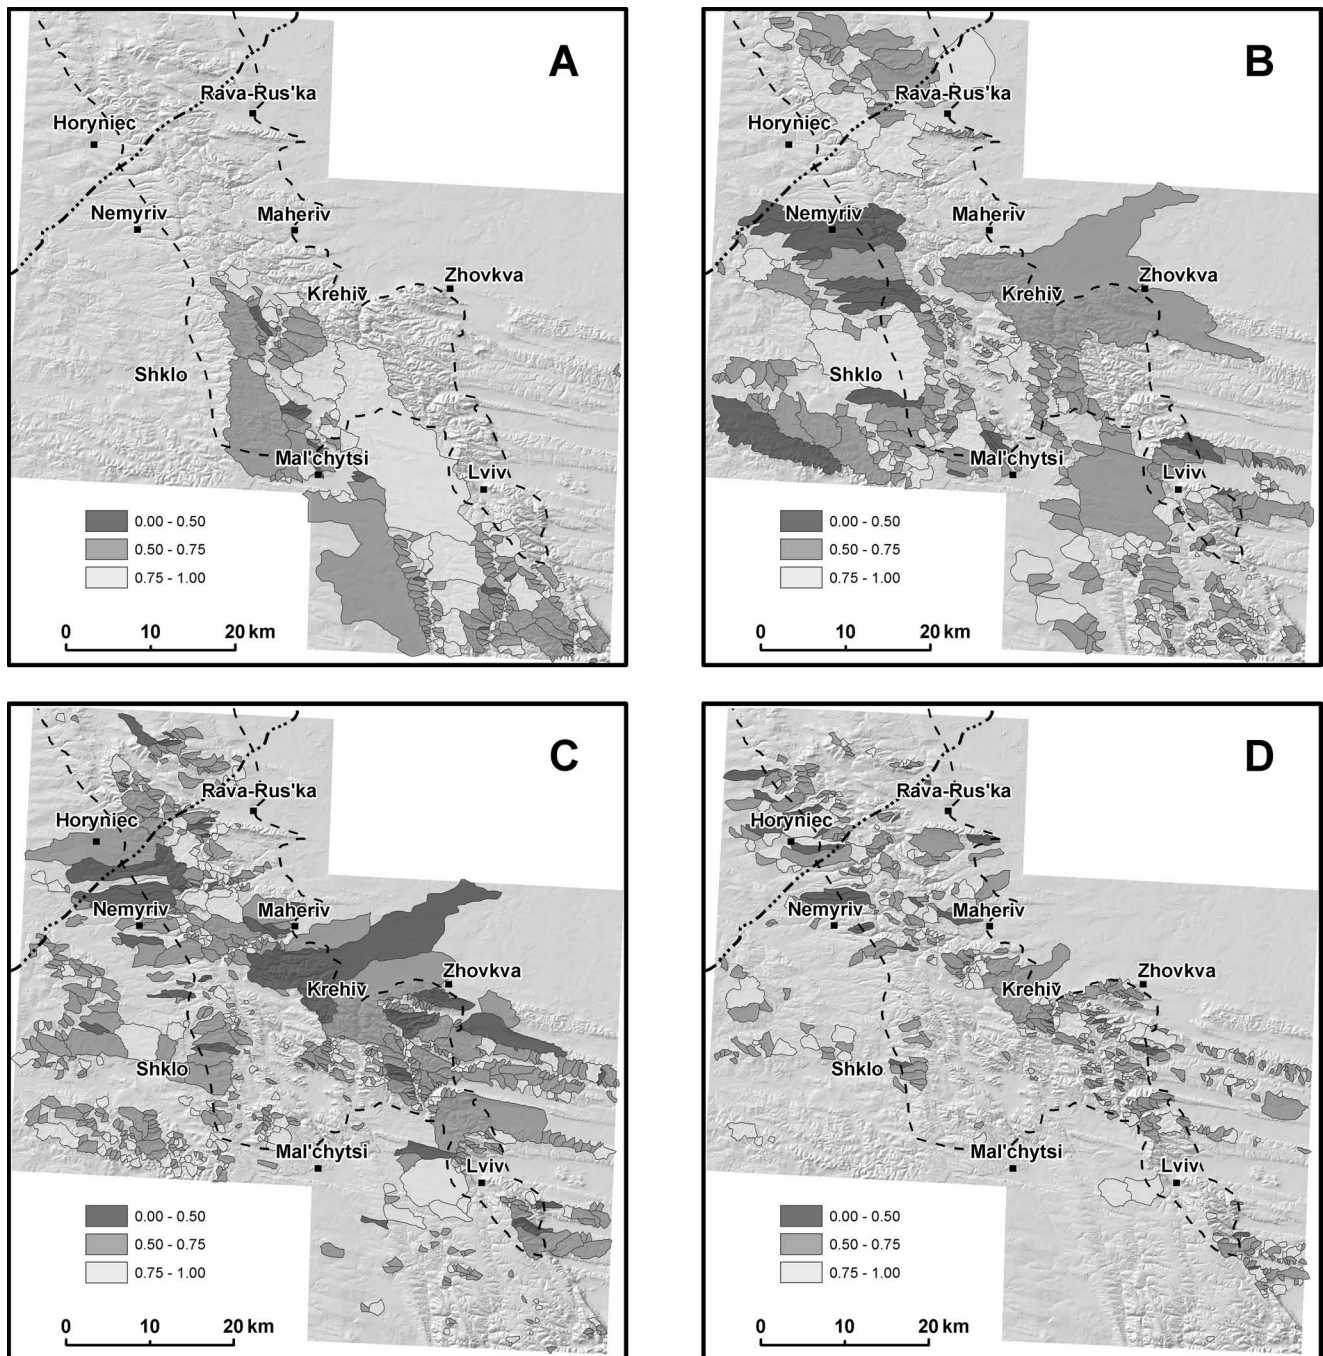 A
Rava-Rus'ka
Horyniec
Nemyriv
Maheriv
Zhovkva
Krehiv
Shklo
Mal'chytsi
Lviv
0.00 - 0.50
0.50 - 0.75
0.75 - 1.00
0 10 20 km
B
Rava-Rus'ka
Horyniec
Nemyriv
Maheriv
Zhovkva
Krehiv
Shklo
Mal'chytsi
Lviv
0.00 - 0.50
0.50 - 0.75
0.75 - 1.00
0 10 20 km
C
Rava-Rus'ka
Horyniec
Nemyriv
Maheriv
Zhovkva
Krehiv
Shklo
Mal'chytsi
Lviv
0.00 - 0.50
0.50 - 0.75
0.75 - 1.00
0 10 20 km
D
Rava-Rus'ka
Horyniec
Nemyriv
Maheriv
Zhovkva
Krehiv
Shklo
Mal'chytsi
Lviv
0.00 - 0.50
0.50 - 0.75
0.75 - 1.00
0 10 20 km